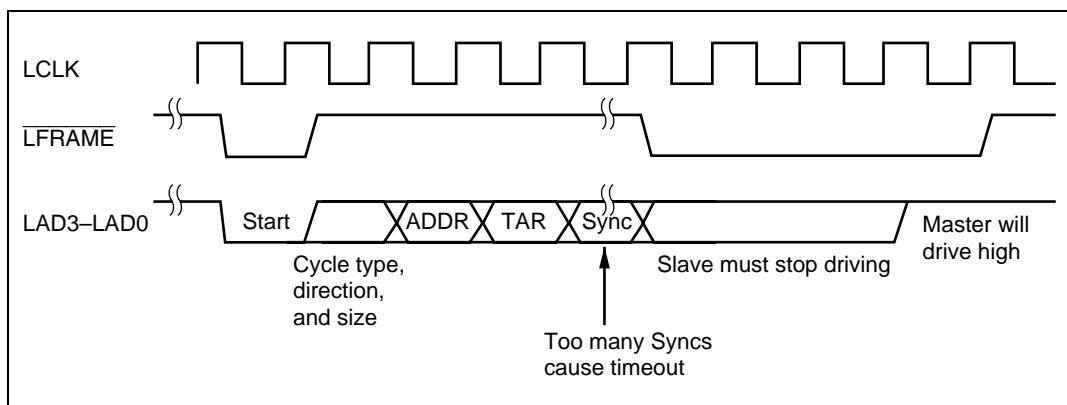 LCLK
LFRAME
LAD3–LAD0
Start
ADDR
TAR
Sync
Master will
drive high
Cycle type,
direction,
and size
Slave must stop driving
Too many Syncs
cause timeout